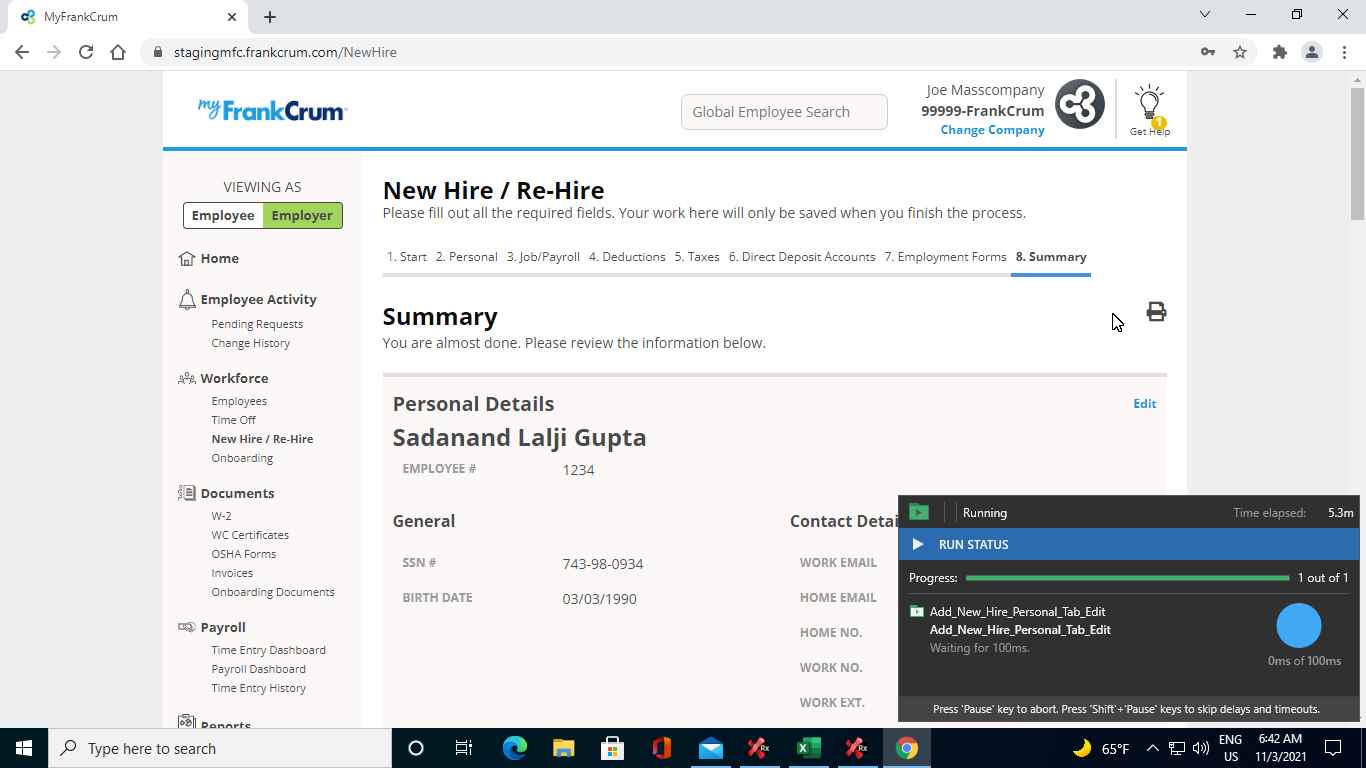 MyFrankCrum
stagingmfc.frankcrum.com/NewHire
my FrankCrum
Global Employee Search
Joe Masscompany
99999-FrankCrum
Change Company
1
Get Help
VIEWING AS
Employee Employer
Home
Employee Activity
Pending Requests
Change History
Workforce
Employees
Time Off
New Hire / Re-Hire
Onboarding
Documents
W-2
WC Certificates
OSHA Forms
Invoices
Onboarding Documents
Payroll
Time Entry Dashboard
Payroll Dashboard
Time Entry History
Reports
New Hire / Re-Hire
Please fill out all the required fields. Your work here will only be saved when you finish the process.
1. Start 2. Personal 3. Job/Payroll 4. Deductions 5. Taxes 6. Direct Deposit Accounts 7. Employment Forms 8. Summary
Summary
You are almost done. Please review the information below.
Personal Details Edit
Sadanand Lalji Gupta
EMPLOYEE # 1234
General
SSN # 743-98-0934
BIRTH DATE 03/03/1990
Contact Detai
WORK EMAIL
HOME EMAIL
HOME NO.
WORK NO.
WORK EXT.
Running Time elapsed: 5.3m
RUN STATUS
Progress: 1 out of 1
Add_New_Hire_Personal_Tab_Edit
Add_New_Hire_Personal_Tab_Edit
Waiting for 100ms.
0ms of 100ms
Press 'Pause' key to abort. Press 'Shift'+'Pause' keys to skip delays and timeouts.
Type here to search
Rx
X
Rx
65°F
ENG
US
6:42 AM
11/3/2021